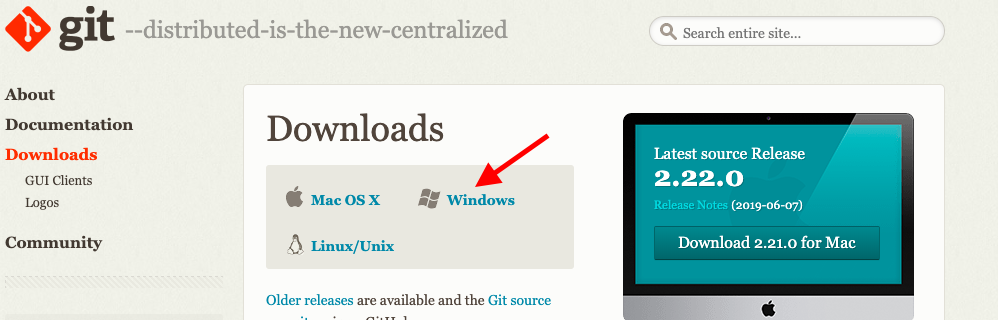 git --distributed-is-the-new-centralized
Search entire site...
About
Documentation
Downloads
GUI Clients
Logos
Community
Downloads
Mac OS X
Windows
Linux/Unix
Older releases are available and the Git source
Latest source Release
2.22.0
Release Notes (2019-06-07)
Download 2.21.0 for Mac